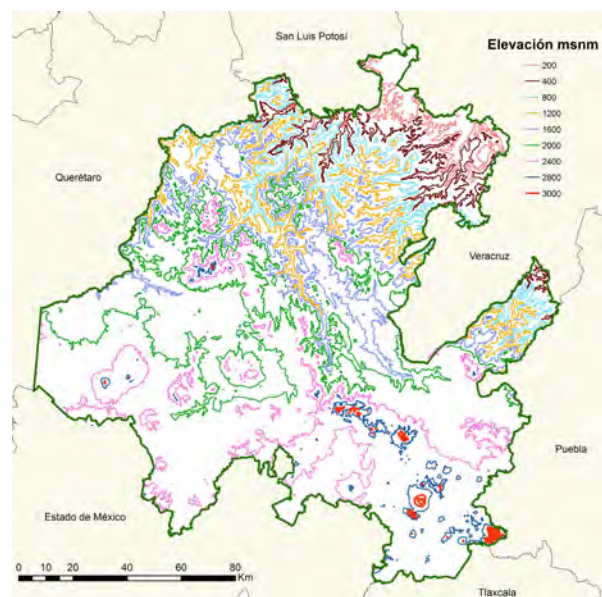 San Luis Potosí
Elevación msnm
200
400
800
1200
1600
2000
2400
2800
3000
Querétaro
Veracruz
Puebla
Estado de México
0 10 20 40 60 80
Km
Tlaxcala